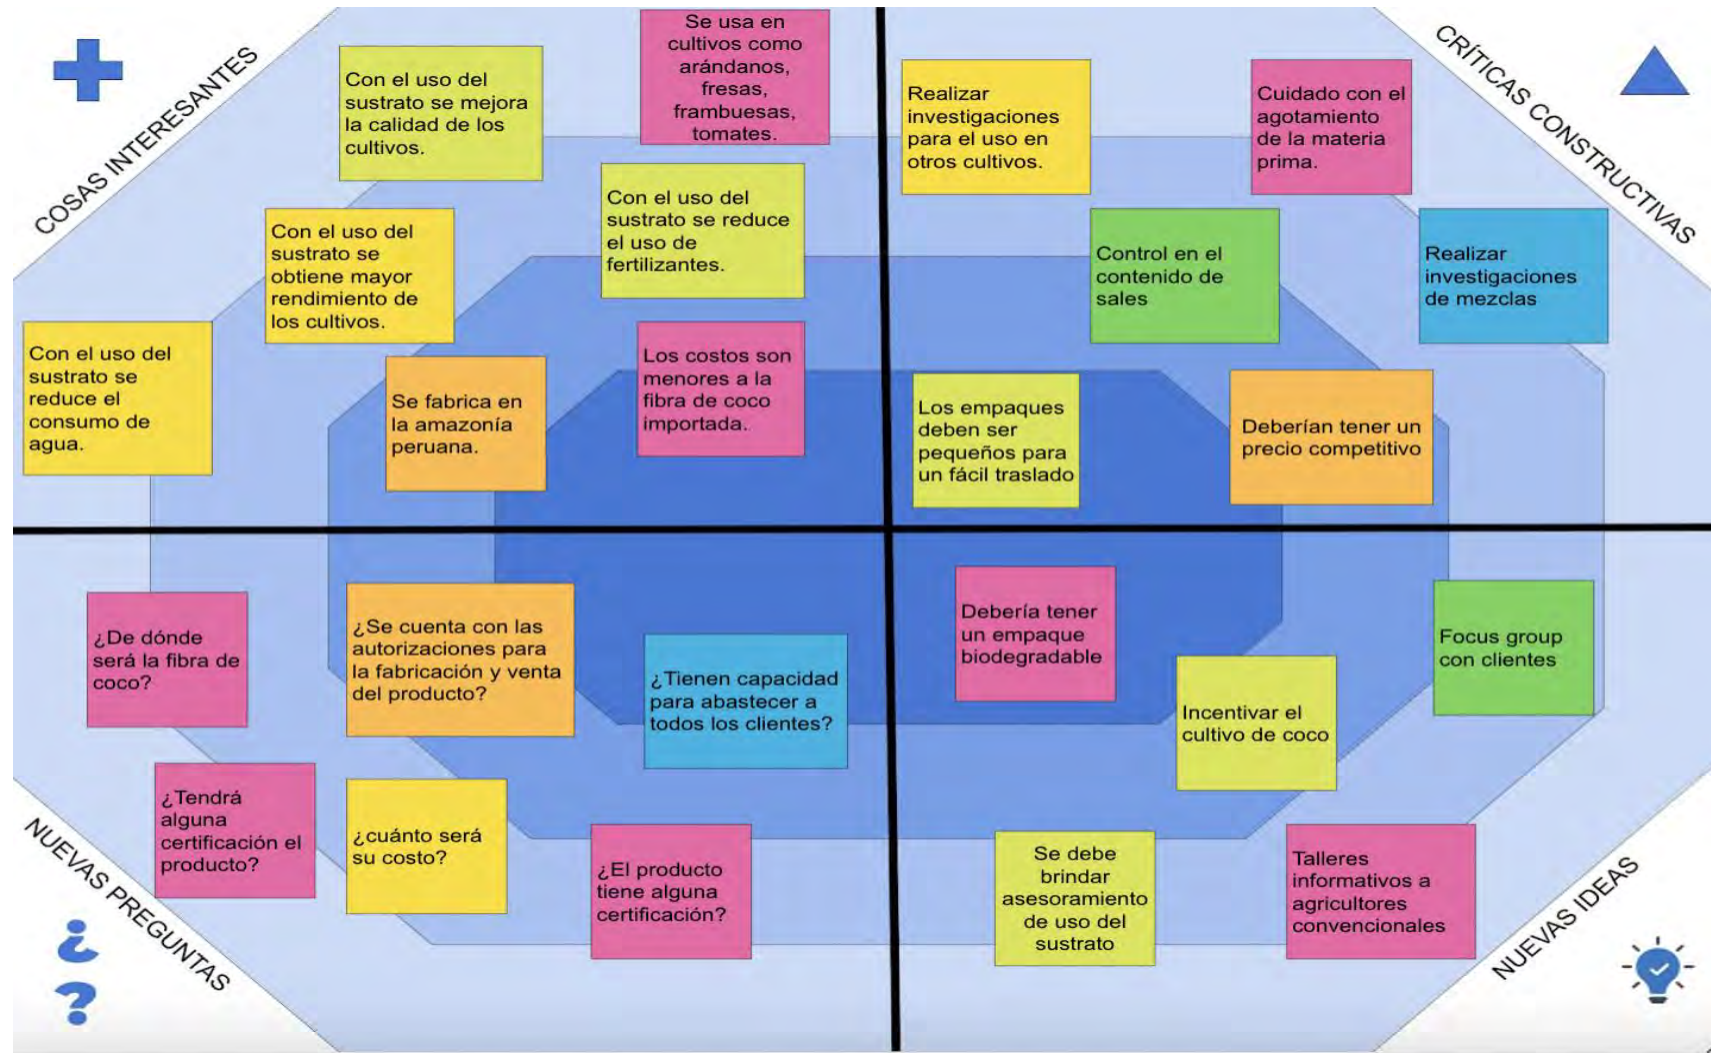 COSAS INTERESANTES
Con el uso del
sustrato se mejora
la calidad de los
cultivos.
Se usa en
cultivos como
arándanos,
fresas,
frambuesas,
tomates.
Con el uso del
sustrato se
obtiene mayor
rendimiento de
los cultivos.
Con el uso del
sustrato se reduce
el uso de
fertilizantes.
Con el uso del
sustrato se
reduce el
consumo de
agua.
Se fabrica en
la amazonía
peruana.
Los costos son
menores a la
fibra de coco
importada.
CRÍTICAS CONSTRUCTIVAS
Realizar
investigaciones
para el uso en
otros cultivos.
Cuidado con el
agotamiento
de la materia
prima.
Control en el
contenido de
sales
Realizar
investigaciones
de mezclas
Los empaques
deben ser
pequeños para
un fácil traslado
Deberían tener un
precio competitivo
NUEVAS PREGUNTAS
¿De dónde
será la fibra de
coco?
¿Se cuenta con las
autorizaciones para
la fabricación y venta
del producto?
¿Tienen capacidad
para abastecer a
todos los clientes?
¿Tendrá
alguna
certificación el
producto?
¿cuánto será
su costo?
¿El producto
tiene alguna
certificación?
¿
?
NUEVAS IDEAS
Debería tener
un empaque
biodegradable
Focus group
con clientes
Incentivar el
cultivo de coco
Se debe
brindar
asesoramiento
de uso del
sustrato
Talleres
informativos a
agricultores
convencionales